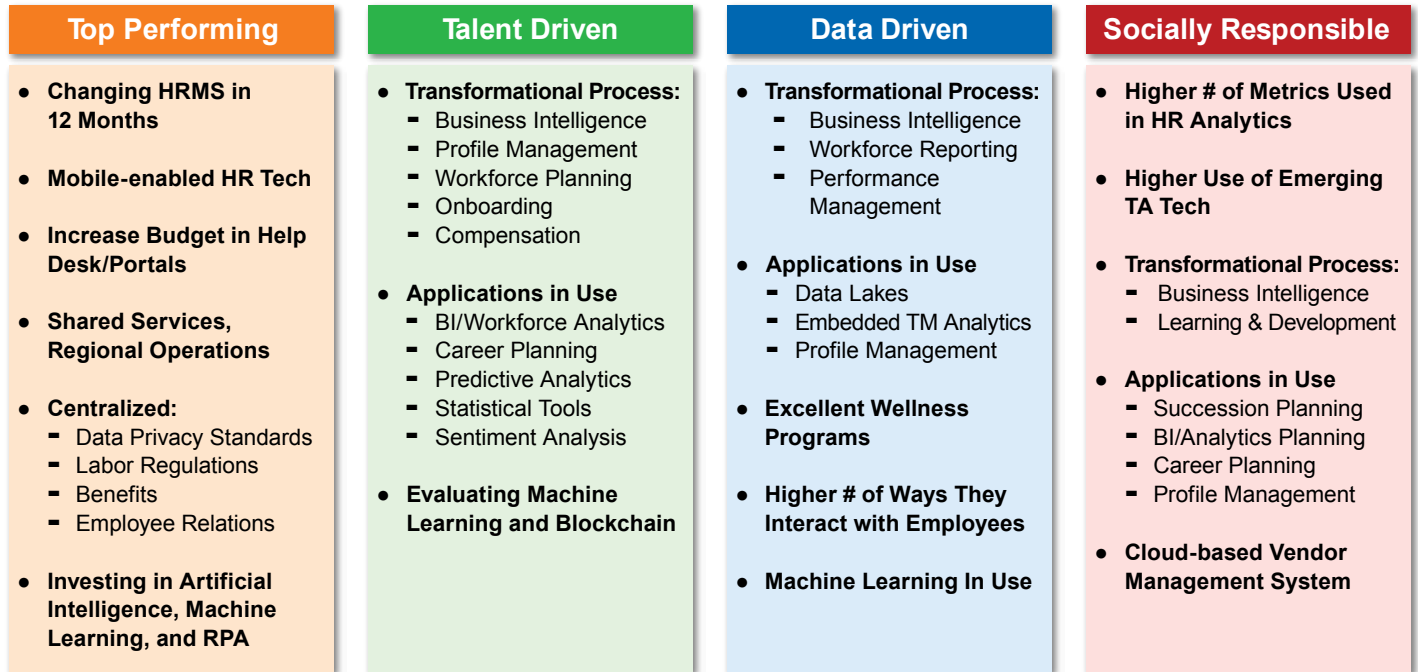 Top Performing
● Changing HRMS in
12 Months
● Mobile-enabled HR Tech
● Increase Budget in Help
Desk/Portals
● Shared Services,
Regional Operations
● Centralized:
- Data Privacy Standards
- Labor Regulations
- Benefits
- Employee Relations
● Investing in Artificial
Intelligence, Machine
Learning, and RPA
Talent Driven
● Transformational Process:
- Business Intelligence
- Profile Management
- Workforce Planning
- Onboarding
- Compensation
● Applications in Use
- BI/Workforce Analytics
- Career Planning
- Predictive Analytics
- Statistical Tools
- Sentiment Analysis
● Evaluating Machine
Learning and Blockchain
Data Driven
● Transformational Process:
- Business Intelligence
- Workforce Reporting
- Performance
Management
● Applications in Use
- Data Lakes
- Embedded TM Analytics
- Profile Management
● Excellent Wellness
Programs
● Higher # of Ways They
Interact with Employees
● Machine Learning In Use
Socially Responsible
● Higher # of Metrics Used
in HR Analytics
● Higher Use of Emerging
TA Tech
● Transformational Process:
- Business Intelligence
- Learning & Development
● Applications in Use
- Succession Planning
- BI/Analytics Planning
- Career Planning
- Profile Management
● Cloud-based Vendor
Management System